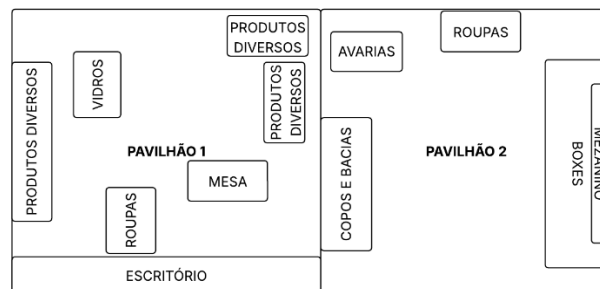 PRODUTOS
DIVERSOS
AVARIAS
ROUPAS
VIDROS
PRODUTOS DIVERSOS
PRODUTOS
DIVERSOS
PAVILHÃO 1
PAVILHÃO 2
COPOS E BACIAS
BOXES
MEZANINO
MESA
ROUPAS
ESCRITÓRIO